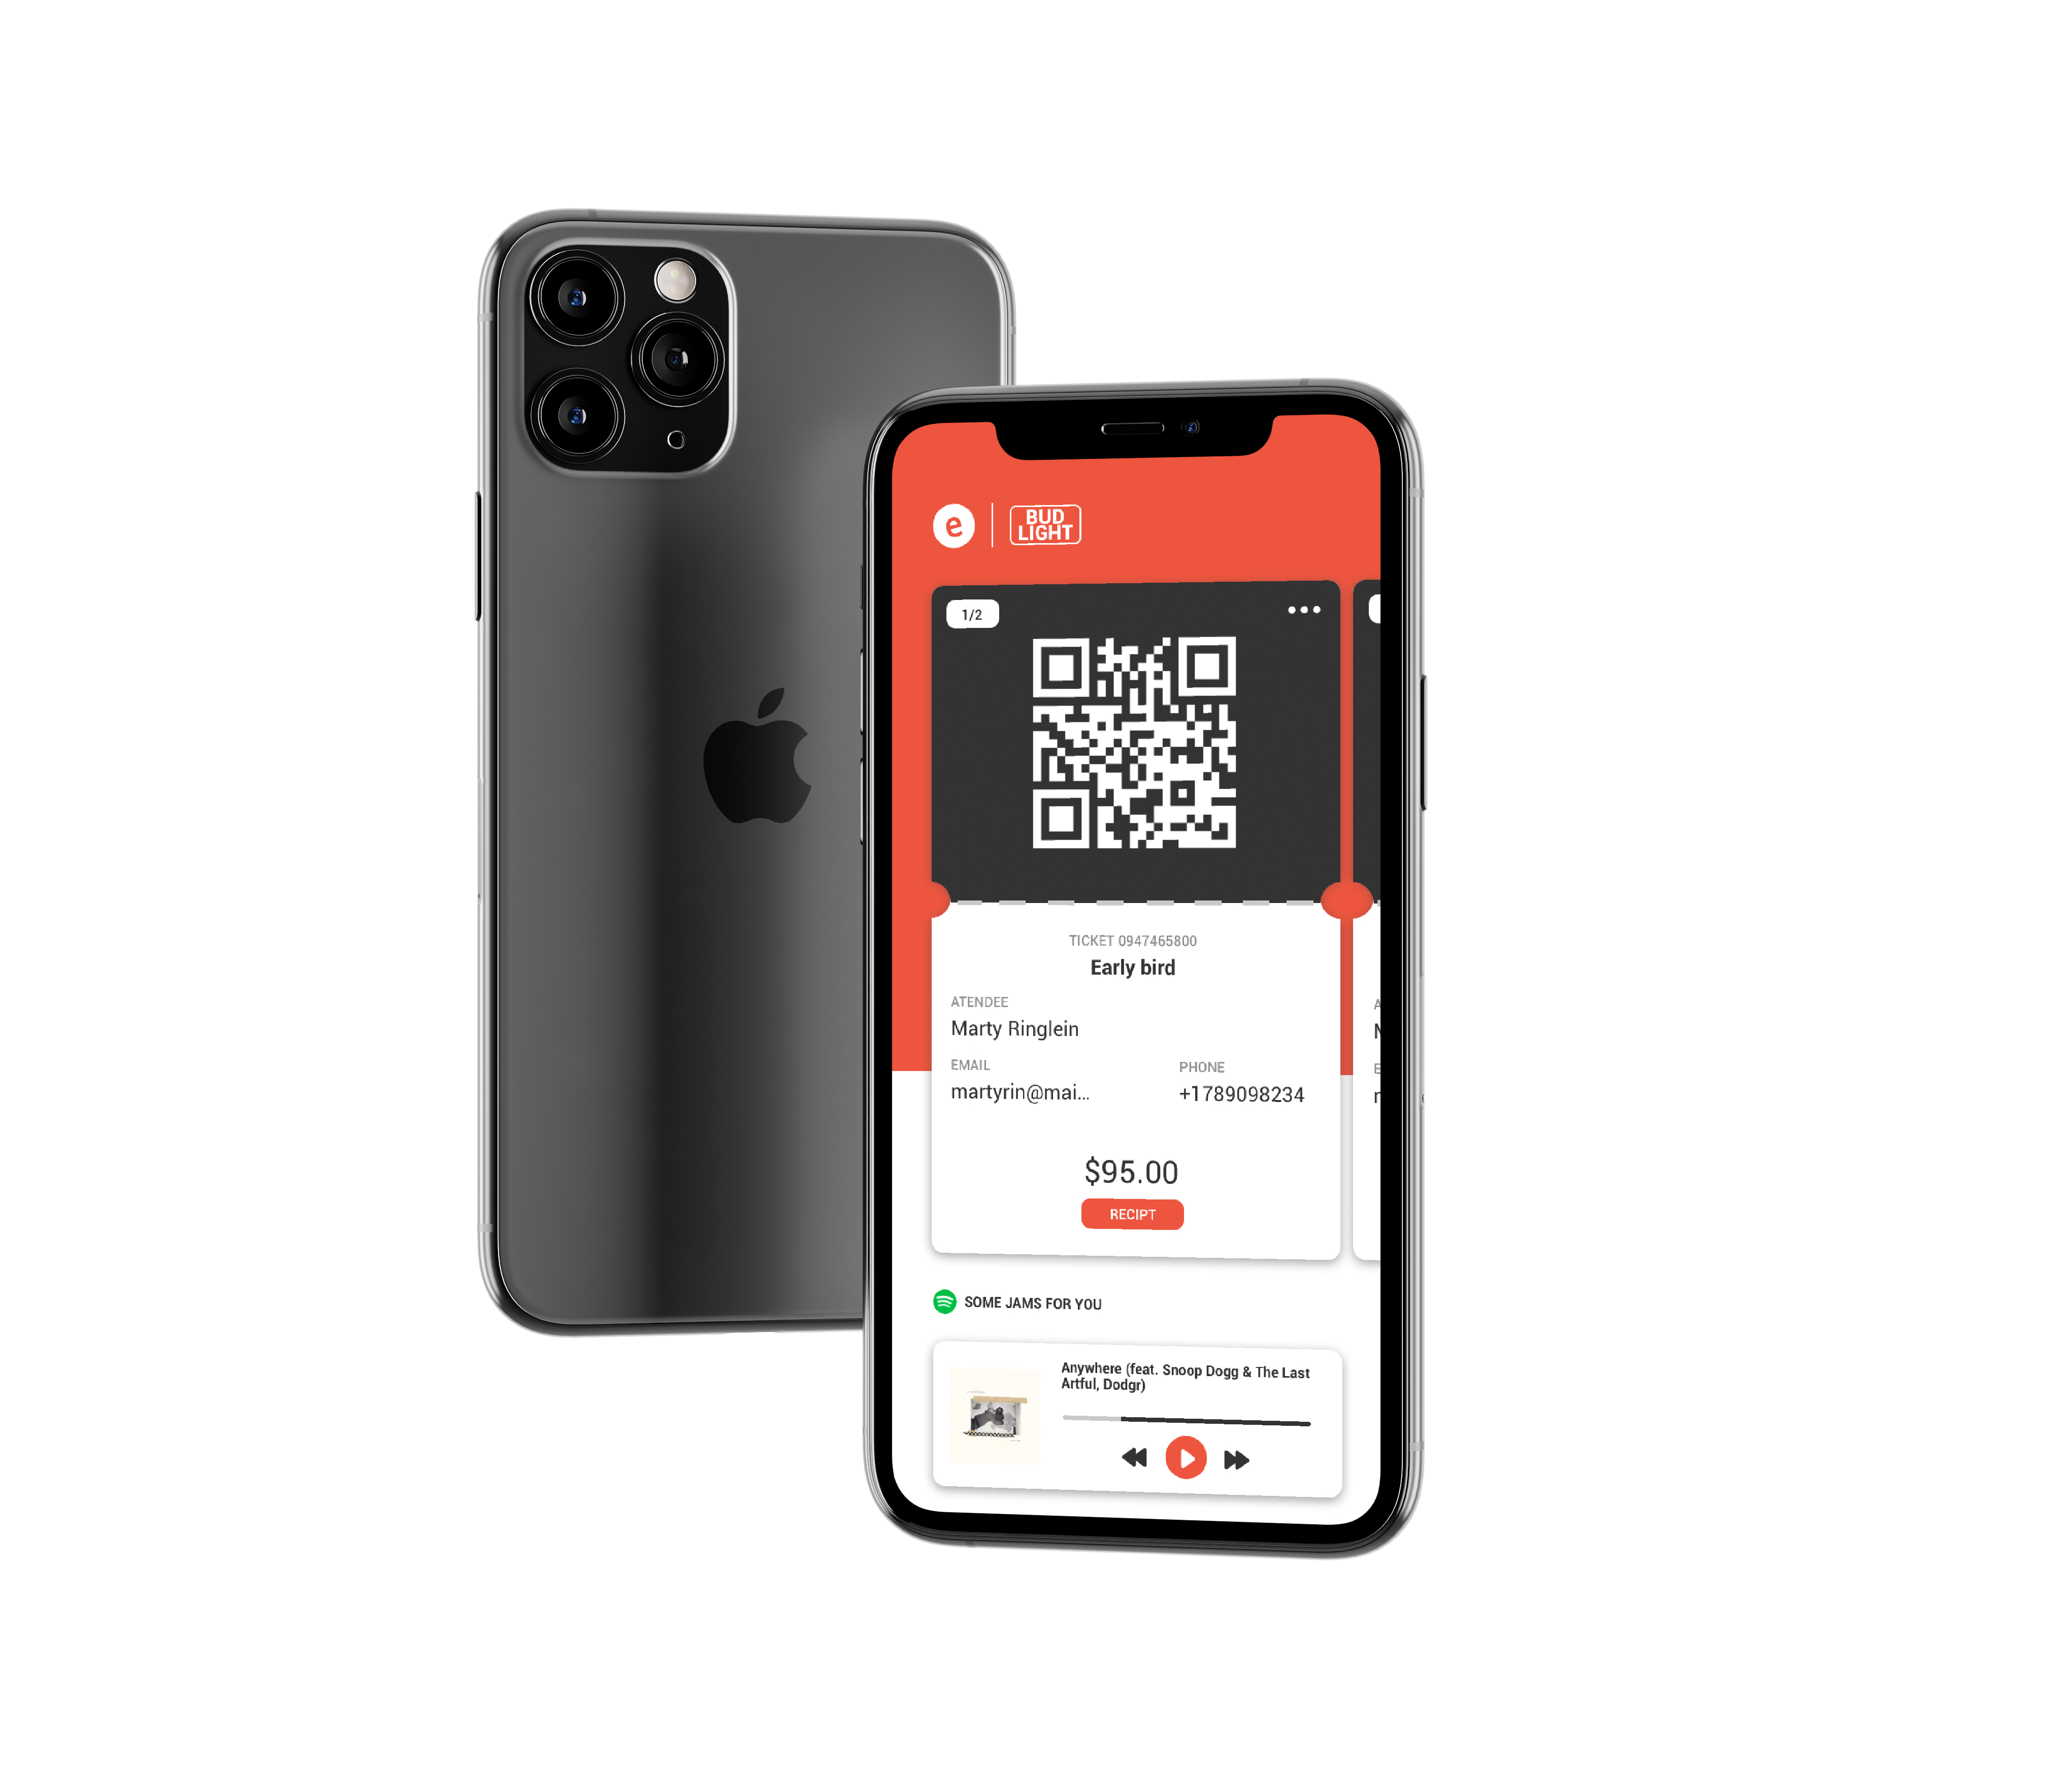 e
BUD
LIGHT
1/2
TICKET 0947465800
Early bird
ATENDEE
Marty Ringlein
EMAIL
PHONE
martyrin@mai...
+1789098234
$95.00
RECIPT
SOME JAMS FOR YOU
Anywhere (feat. Snoop Dogg & The Last
Artful, Dodgr)